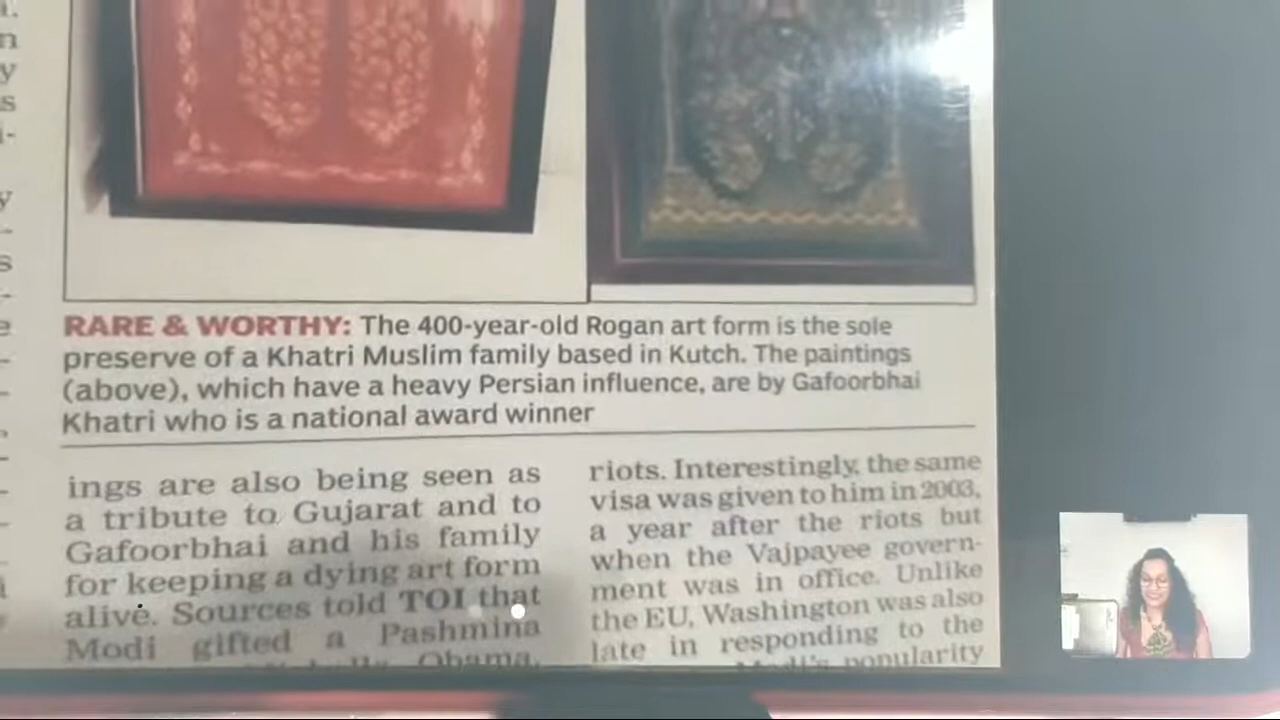 RARE & WORTHY: The 400-year-old Rogan art form is the sole
preserve of a Khatri Muslim family based in Kutch. The paintings
(above), which have a heavy Persian influence, are by Gafoorbhai
Khatri who is a national award winner
ings are also being seen as
a tribute to Gujarat and to
Gafoorbhai and his family
for keeping a dying art form
alive. Sources told TOI that
Modi gifted a Pashmina
Obama,
riots. Interestingly, the same
visa was given to him in 2003,
a year after the riots but
when the Vajpayee govern-
ment was in office. Unlike
the EU, Washington was also
late in responding to the
Modi's popularity